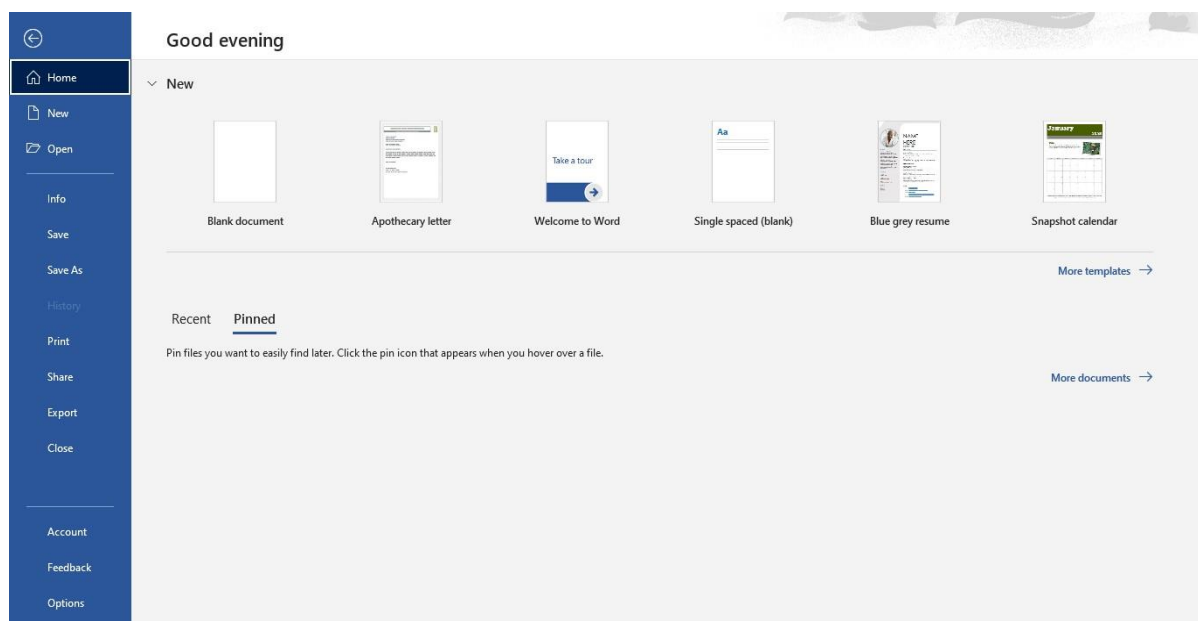 Good evening
Home
New
Open
Info
Save
Save As
History
Print
Share
Export
Close
Account
Feedback
Options
New
Take a tour
Aa
NAME
HERE
January
Blank document
Apothecary letter
Welcome to Word
Single spaced (blank)
Blue grey resume
Snapshot calendar
More templates
Recent
Pinned
Pin files you want to easily find later. Click the pin icon that appears when you hover over a file.
More documents